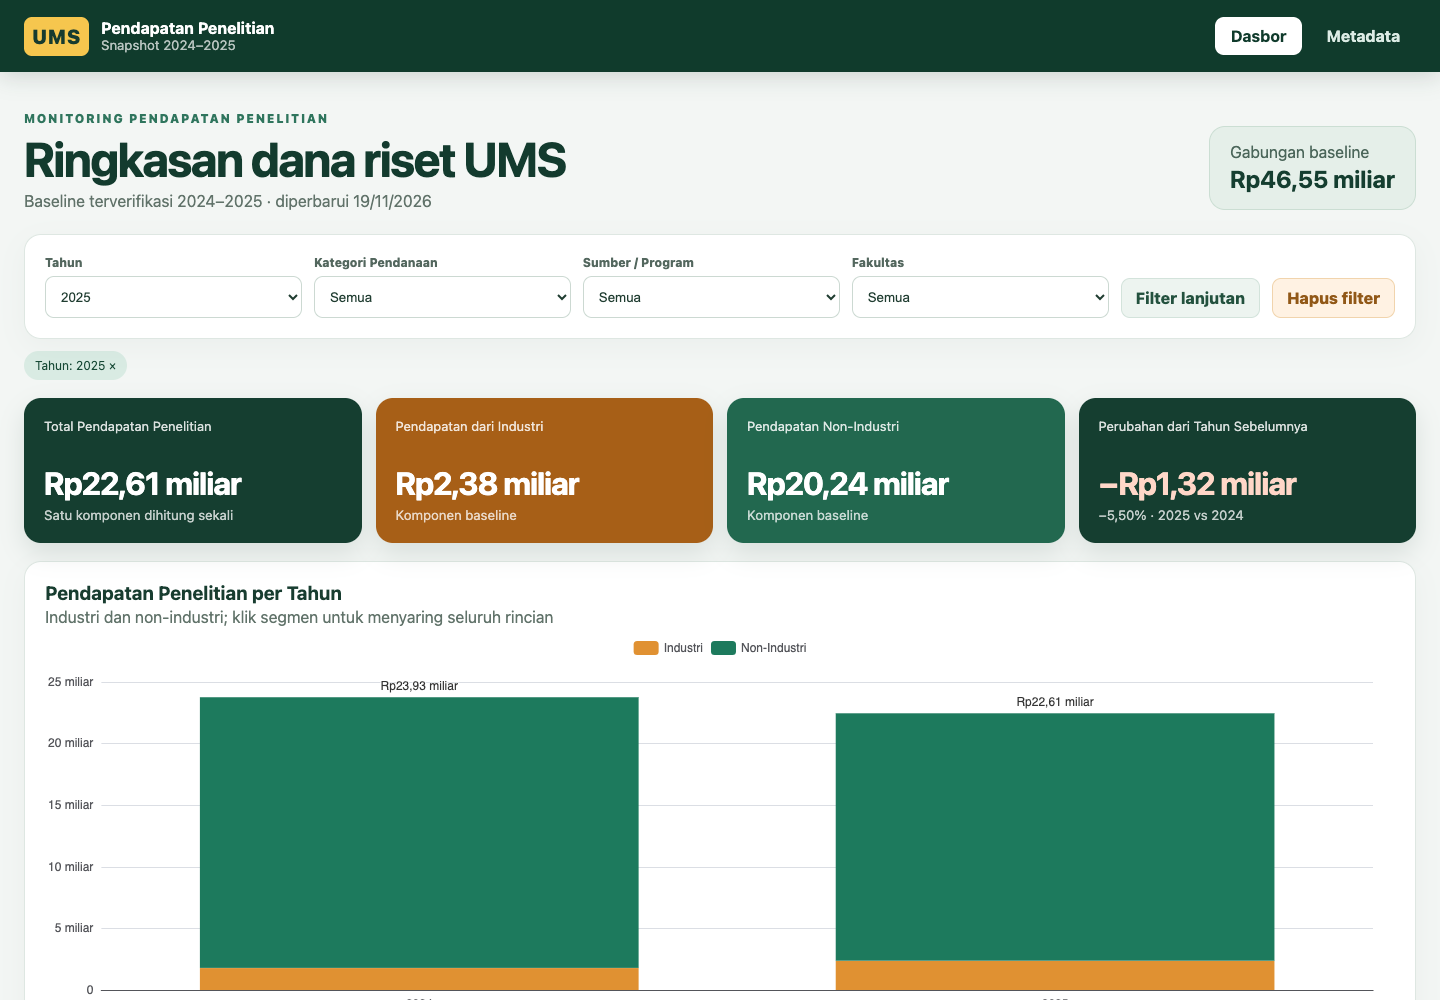 UMS
Pendapatan Penelitian
Snapshot 2024–2025
Dasbor
Metadata
MONITORING PENDAPATAN PENELITIAN
Ringkasan dana riset UMS
Baseline terverifikasi 2024–2025 · diperbarui 19/11/2026
Gabungan baseline
Rp46,55 miliar
Tahun
Kategori Pendanaan
Sumber / Program
Fakultas
2025
Semua
Semua
Semua
Filter lanjutan
Hapus filter
Tahun: 2025 ×
Total Pendapatan Penelitian
Rp22,61 miliar
Satu komponen dihitung sekali
Pendapatan dari Industri
Rp2,38 miliar
Komponen baseline
Pendapatan Non-Industri
Rp20,24 miliar
Komponen baseline
Perubahan dari Tahun Sebelumnya
−Rp1,32 miliar
−5,50% · 2025 vs 2024
Pendapatan Penelitian per Tahun
Industri dan non-industri; klik segmen untuk menyaring seluruh rincian
Industri
Non-Industri
25 miliar
20 miliar
15 miliar
10 miliar
5 miliar
0
Rp23,93 miliar
Rp22,61 miliar